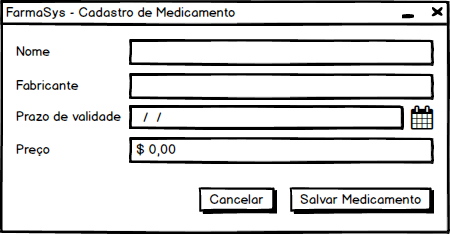 FarmaSys - Cadastro de Medicamento
Nome
Fabricante
Prazo de validade / /
Preço $ 0,00
Cancelar Salvar Medicamento